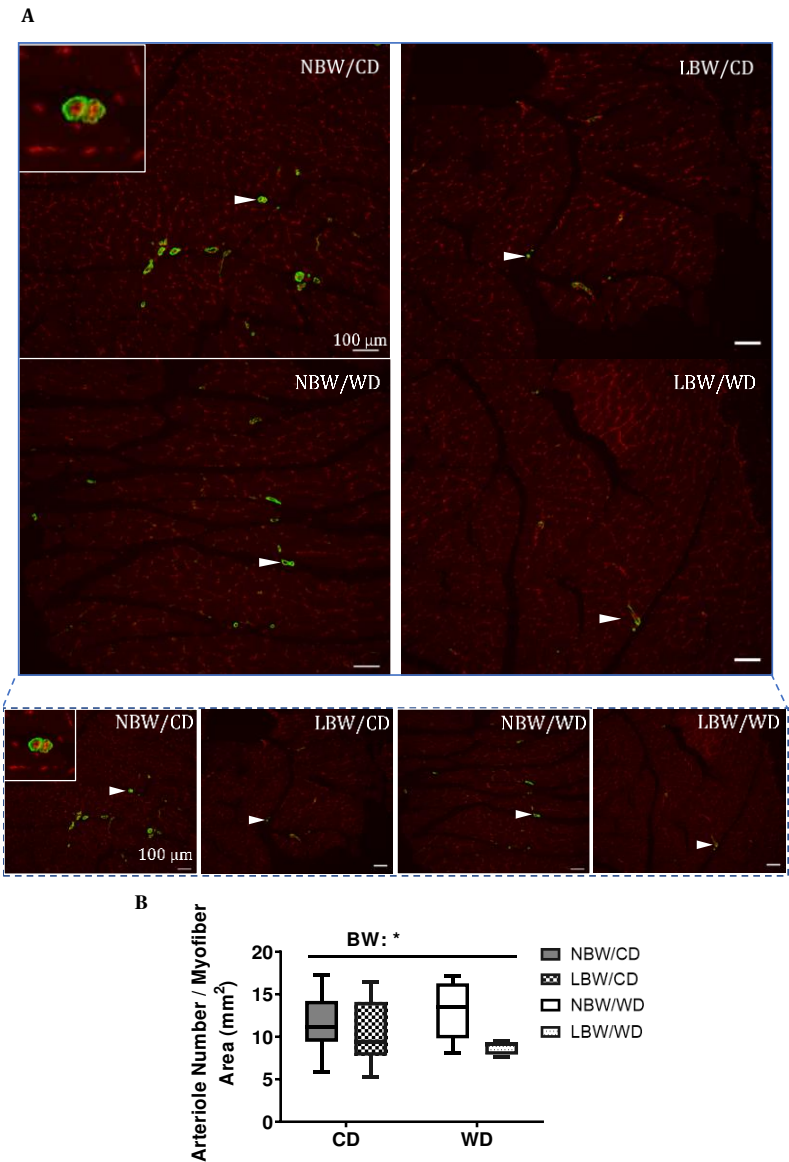 A
NBW/CD
LBW/CD
100 µm
NBW/WD
LBW/WD
NBW/CD
LBW/CD
NBW/WD
LBW/WD
100 µm
B
Arteriole Number / Myofiber
Area (mm²)
BW: *
20
15
10
5
0
CD
WD
NBW/CD
LBW/CD
NBW/WD
LBW/WD